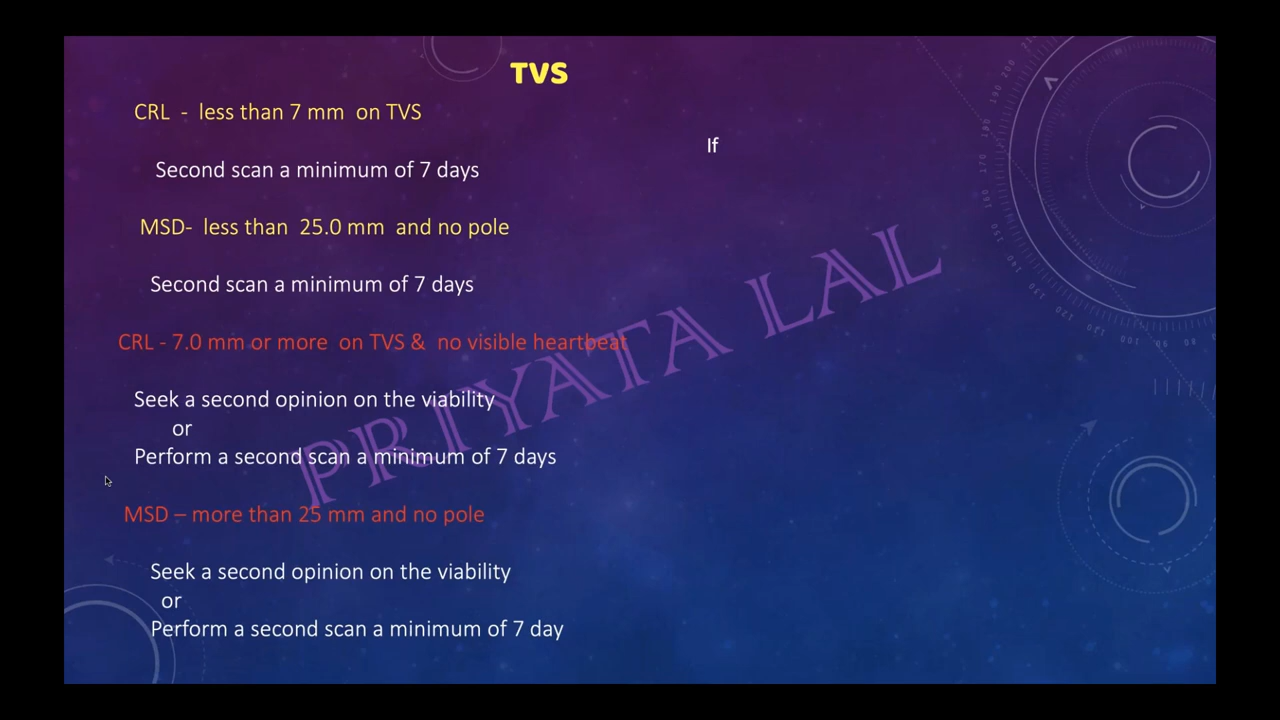 TVS
CRL - less than 7 mm on TVS
If
Second scan a minimum of 7 days
MSD- less than 25.0 mm and no pole
Second scan a minimum of 7 days
CRL - 7.0 mm or more on TVS & no visible heartbeat
Seek a second opinion on the viability
or
Perform a second scan a minimum of 7 days
MSD – more than 25 mm and no pole
Seek a second opinion on the viability
or
Perform a second scan a minimum of 7 day
PRIYATA LAL